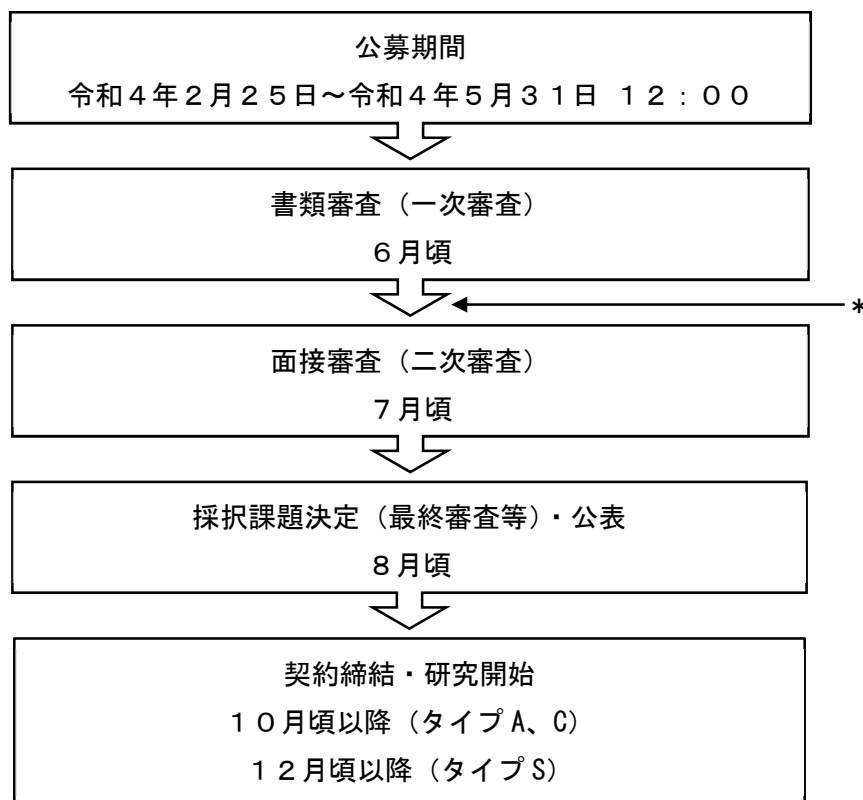 公募期間
令和４年２月２５日～令和４年５月３１日 １２：００
書類審査（一次審査）
６月頃
*
面接審査（二次審査）
７月頃
採択課題決定（最終審査等）・公表
８月頃
契約締結・研究開始
１０月頃以降（タイプA、C）
１２月頃以降（タイプS）